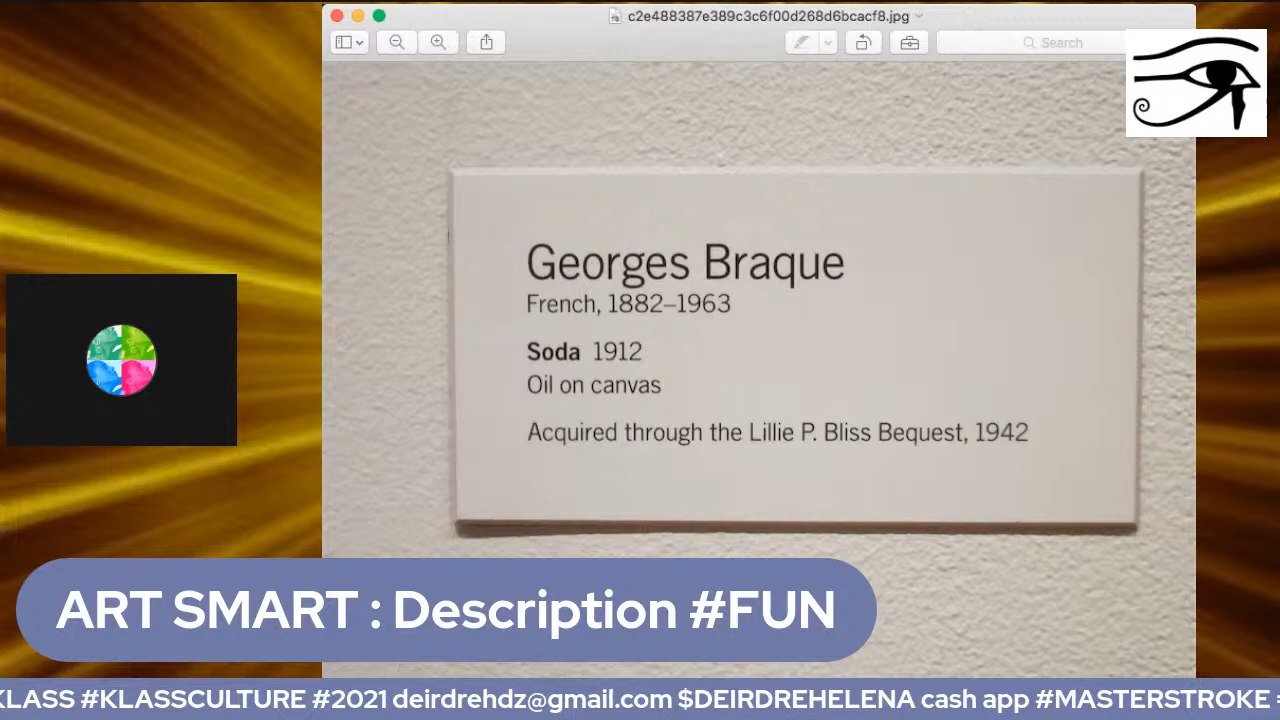 c2e488387e389c3c6f00d268d6bcacf8.jpg
Search
Georges Braque
French, 1882–1963
Soda 1912
Oil on canvas
Acquired through the Lillie P. Bliss Bequest, 1942
ART SMART : Description #FUN
KLASS #KLASSCULTURE #2021 deirdrehdz@gmail.com $DEIRDREHELENA cash app #MASTERSTROKE :